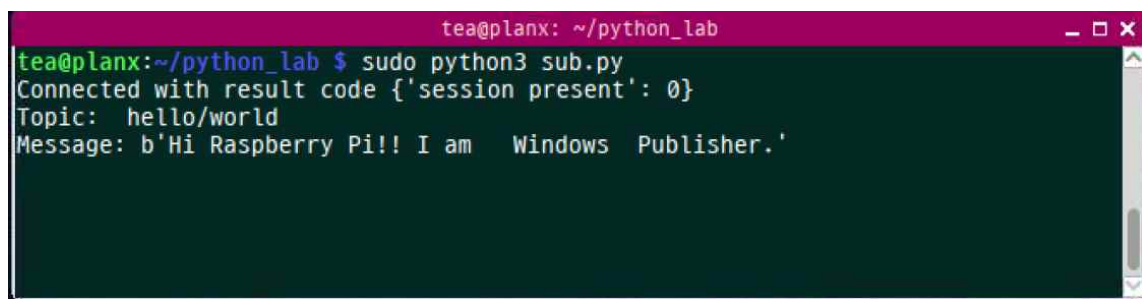 tea@planx: ~/python_lab
tea@planx:~/python_lab $ sudo python3 sub.py
Connected with result code {'session present': 0}
Topic:  hello/world
Message: b'Hi Raspberry Pi!! I am   Windows  Publisher.'